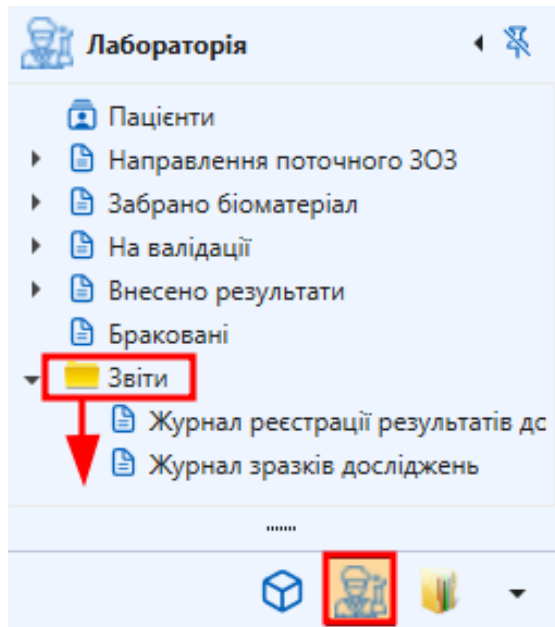 Лабораторія
Пацієнти
Направлення поточного ЗОЗ
Забрано біоматеріал
На валідації
Внесено результати
Браковані
Звіти
Журнал реєстрації результатів дс
Журнал зразків досліджень